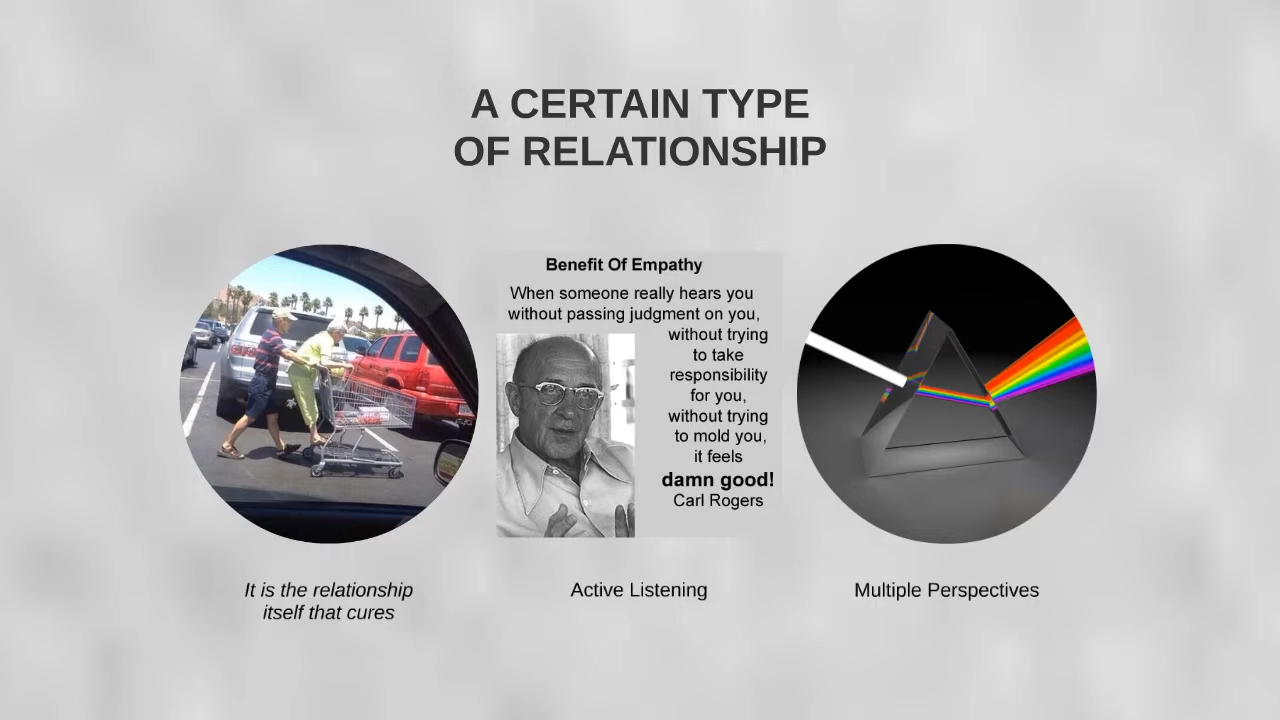 A CERTAIN TYPE
OF RELATIONSHIP
Benefit Of Empathy
When someone really hears you
without passing judgment on you,
without trying
to take
responsibility
for you,
without trying
to mold you,
it feels
damn good!
Carl Rogers
It is the relationship
itself that cures
Active Listening
Multiple Perspectives